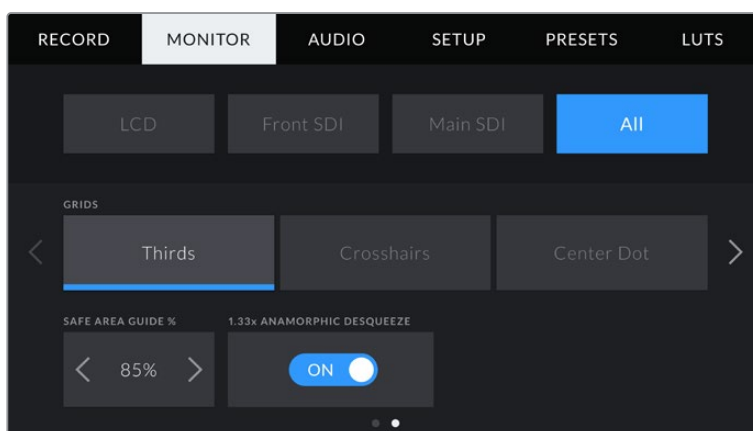 RECORD MONITOR AUDIO SETUP PRESETS LUTS
LCD Front SDI Main SDI All
GRIDS
Thirds Crosshairs Center Dot
SAFE AREA GUIDE % 1.33x ANAMORPHIC DESQUEEZE
85% ON